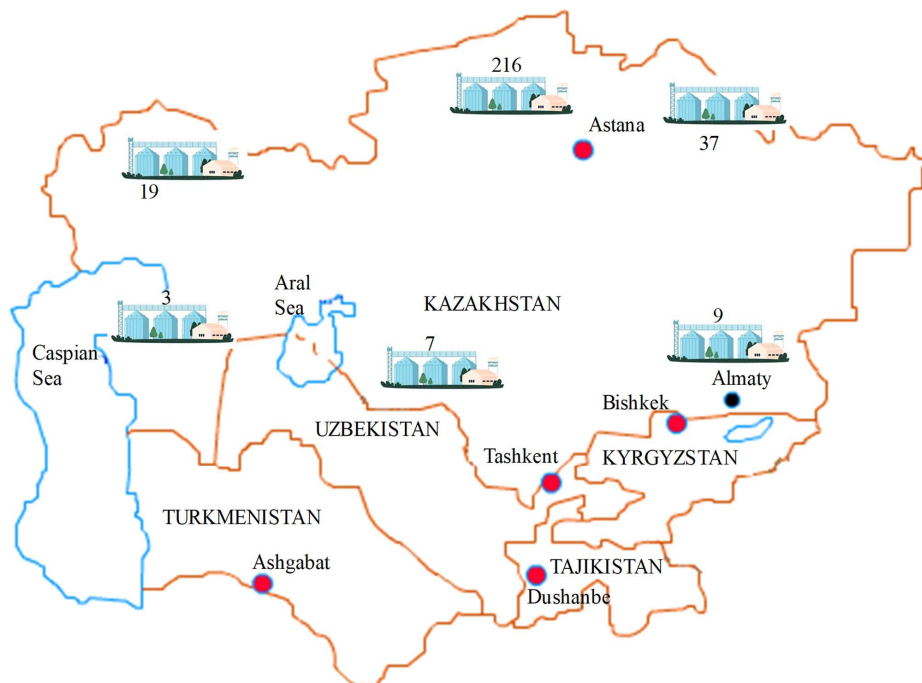 216
Astana
37
19
Aral
Sea
3
KAZAKHSTAN
9
Caspian
Sea
7
Almaty
Bishkek
UZBEKISTAN
Tashkent
KYRGYZSTAN
TURKMENISTAN
Ashgabat
TAJIKISTAN
Dushanbe